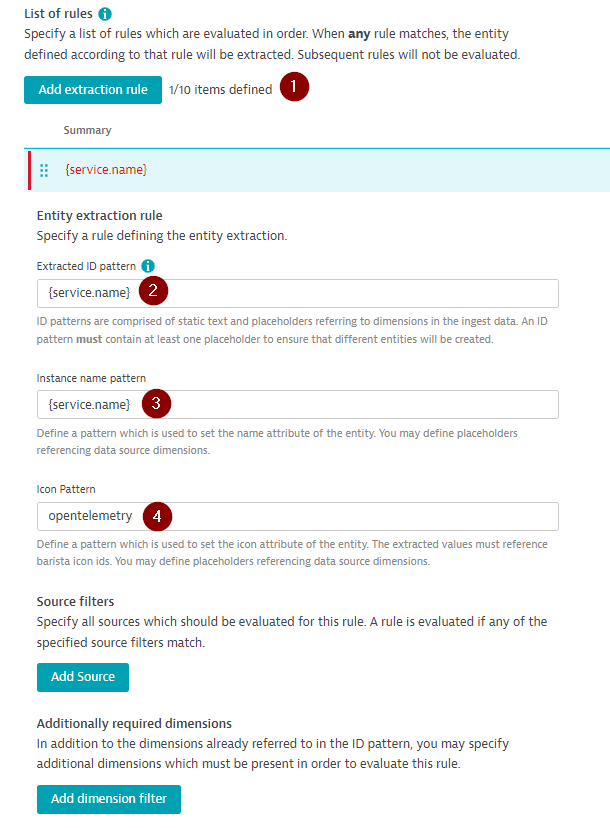 List of rules
Specify a list of rules which are evaluated in order. When any rule matches, the entity
defined according to that rule will be extracted. Subsequent rules will not be evaluated.
Add extraction rule 1/10 items defined 1
Summary
{service.name}
Entity extraction rule
Specify a rule defining the entity extraction.
Extracted ID pattern
{service.name} 2
ID patterns are comprised of static text and placeholders referring to dimensions in the ingest data. An ID
pattern must contain at least one placeholder to ensure that different entities will be created.
Instance name pattern
{service.name} 3
Define a pattern which is used to set the name attribute of the entity. You may define placeholders
referencing data source dimensions.
Icon Pattern
opentelemetry 4
Define a pattern which is used to set the icon attribute of the entity. The extracted values must reference
barista icon ids. You may define placeholders referencing data source dimensions.
Source filters
Specify all sources which should be evaluated for this rule. A rule is evaluated if any of the
specified source filters match.
Add Source
Additionally required dimensions
In addition to the dimensions already referred to in the ID pattern, you may specify
additional dimensions which must be present in order to evaluate this rule.
Add dimension filter